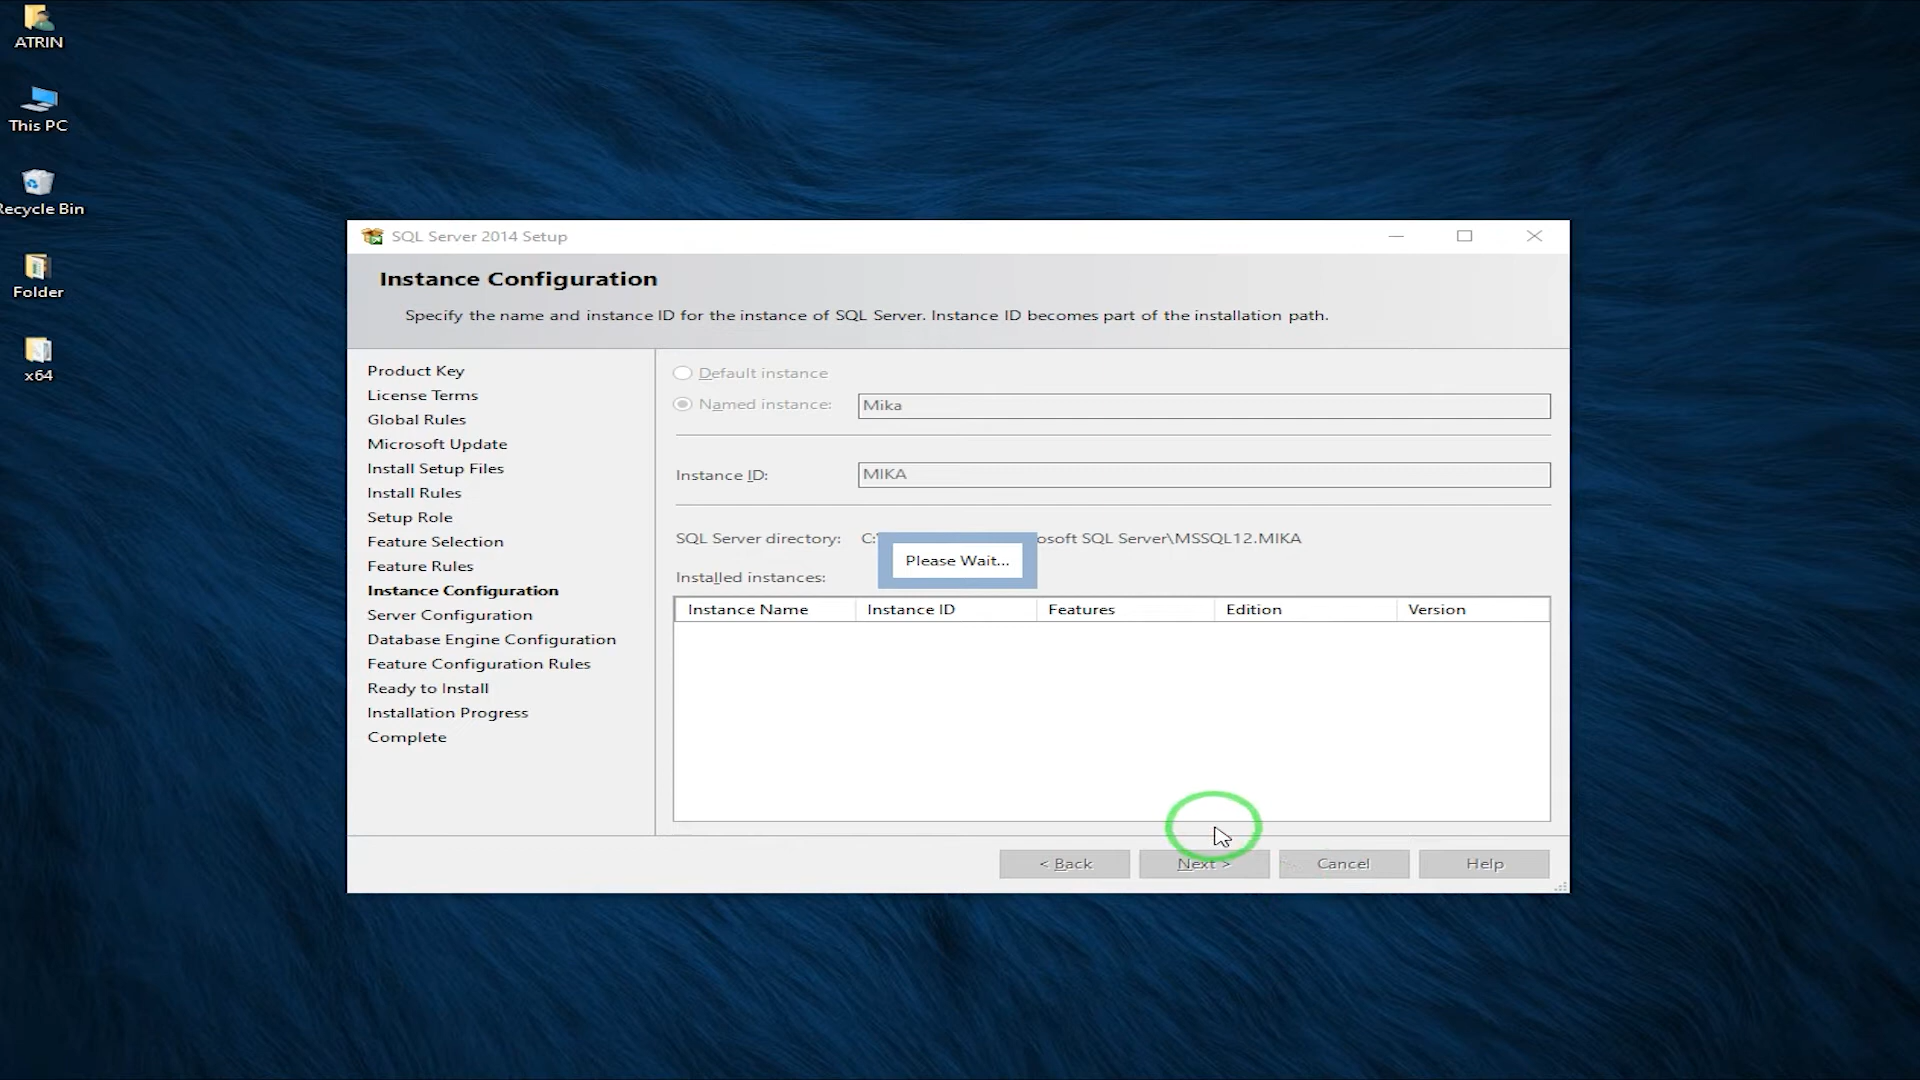 ATRIN
This PC
Recycle Bin
Folder
x64
SQL Server 2014 Setup
Instance Configuration
Specify the name and instance ID for the instance of SQL Server. Instance ID becomes part of the installation path.
Product Key
License Terms
Global Rules
Microsoft Update
Install Setup Files
Install Rules
Setup Role
Feature Selection
Feature Rules
Instance Configuration
Server Configuration
Database Engine Configuration
Feature Configuration Rules
Ready to Install
Installation Progress
Complete
Default instance
Named instance: Mika
Instance ID: MIKA
SQL Server directory: C:\ osoft SQL Server\MSSQL12.MIKA
Please Wait...
Installed instances:
Instance Name Instance ID Features Edition Version
< Back Next > Cancel Help